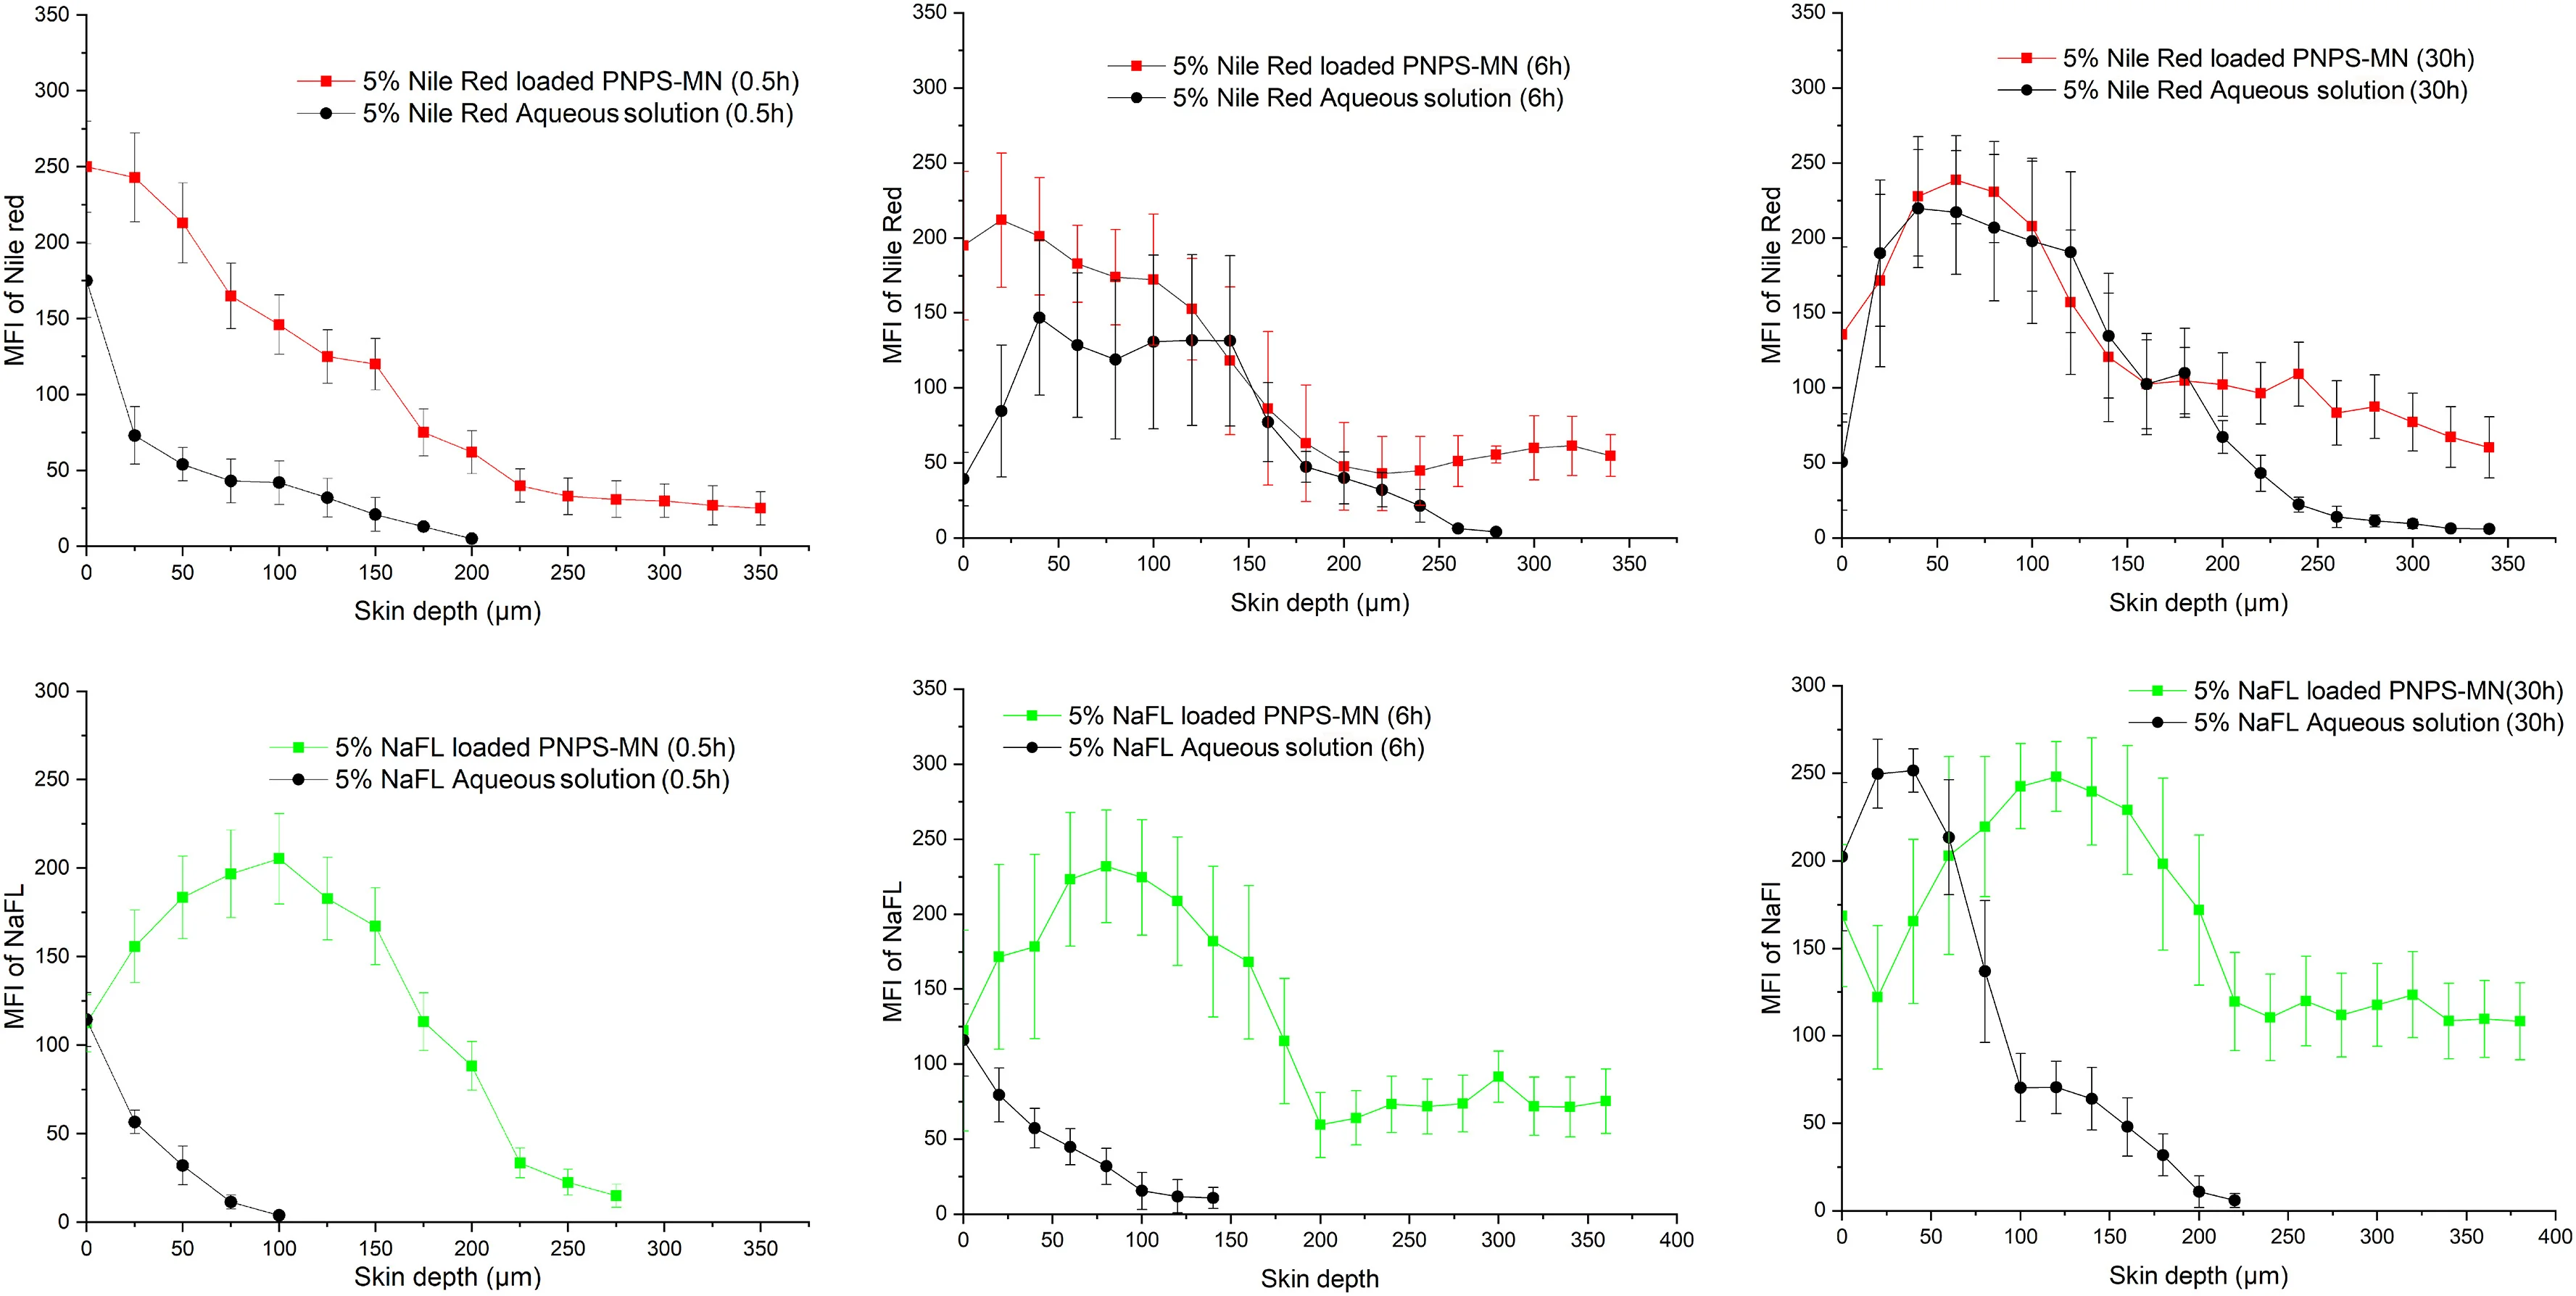 350
300
250
200
150
100
50
0
MFI of Nile red
5% Nile Red loaded PNPS-MN (0.5h)
5% Nile Red Aqueous solution (0.5h)
0 50 100 150 200 250 300 350
Skin depth (µm)
350
300
250
200
150
100
50
0
MFI of Nile Red
5% Nile Red loaded PNPS-MN (6h)
5% Nile Red Aqueous solution (6h)
0 50 100 150 200 250 300 350
Skin depth (µm)
350
300
250
200
150
100
50
0
MFI of Nile Red
5% Nile Red loaded PNPS-MN (30h)
5% Nile Red Aqueous solution (30h)
0 50 100 150 200 250 300 350
Skin depth (µm)
300
250
200
150
100
50
0
MFI of NaFL
5% NaFL loaded PNPS-MN (0.5h)
5% NaFL Aqueous solution (0.5h)
0 50 100 150 200 250 300 350
Skin depth (µm)
350
300
250
200
150
100
50
0
MFI of NaFL
5% NaFL loaded PNPS-MN (6h)
5% NaFL Aqueous solution (6h)
0 50 100 150 200 250 300 350 400
Skin depth
300
250
200
150
100
50
0
MFI of NaFl
5% NaFL loaded PNPS-MN(30h)
5% NaFL Aqueous solution (30h)
0 50 100 150 200 250 300 350 400
Skin depth (µm)